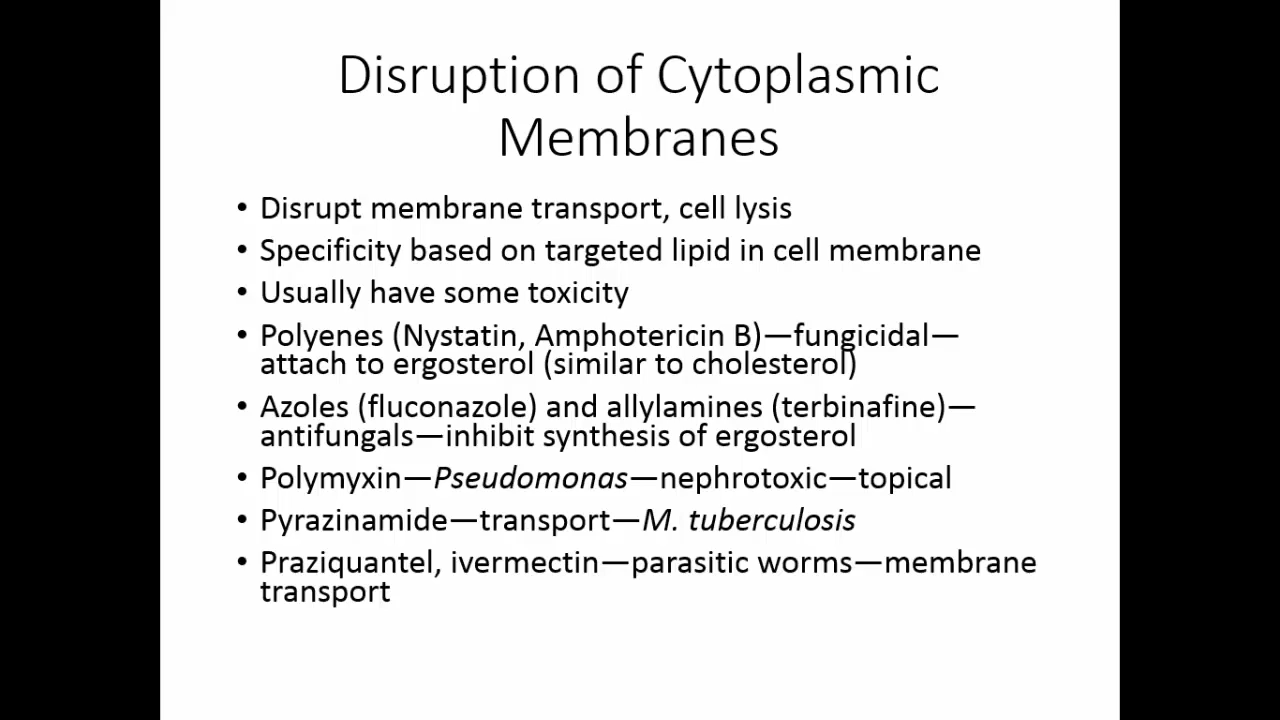 Disruption of Cytoplasmic
Membranes
• Disrupt membrane transport, cell lysis
• Specificity based on targeted lipid in cell membrane
• Usually have some toxicity
• Polyenes (Nystatin, Amphotericin B)—fungicidal—
attach to ergosterol (similar to cholesterol)
• Azoles (fluconazole) and allylamines (terbinafine)—
antifungals—inhibit synthesis of ergosterol
• Polymyxin—Pseudomonas—nephrotoxic—topical
• Pyrazinamide—transport—M. tuberculosis
• Praziquantel, ivermectin—parasitic worms—membrane
transport